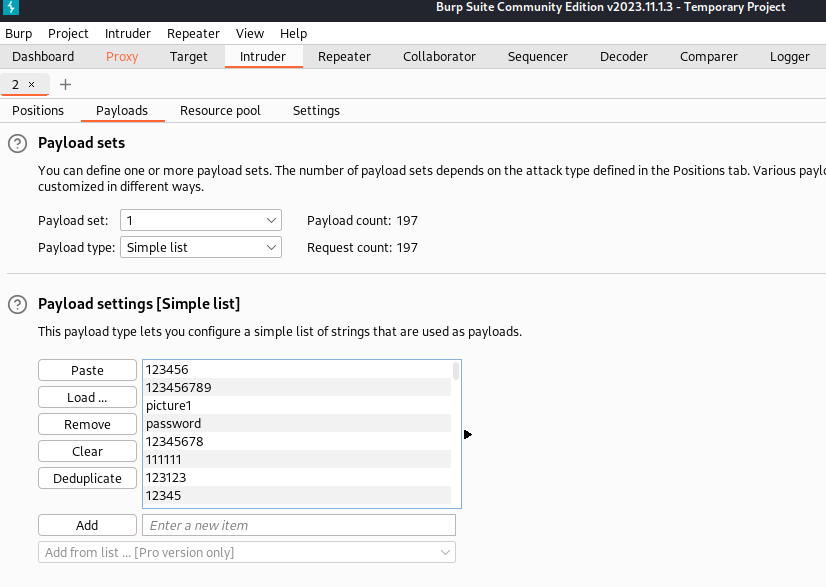 Burp Suite Community Edition v2023.11.1.3 - Temporary Project
Burp Project Intruder Repeater View Help
Dashboard Proxy Target Intruder Repeater Collaborator Sequencer Decoder Comparer Logger
2 × +
Positions Payloads Resource pool Settings
? Payload sets
You can define one or more payload sets. The number of payload sets depends on the attack type defined in the Positions tab. Various
customized in different ways.
Payload set: 1 Payload count: 197
Payload type: Simple list Request count: 197
? Payload settings [Simple list]
This payload type lets you configure a simple list of strings that are used as payloads.
Paste 123456
123456789
Load ... picture1
Remove password
12345678
Clear 111111
Deduplicate 123123
12345
Add Enter a new item
Add from list ... [Pro version only]